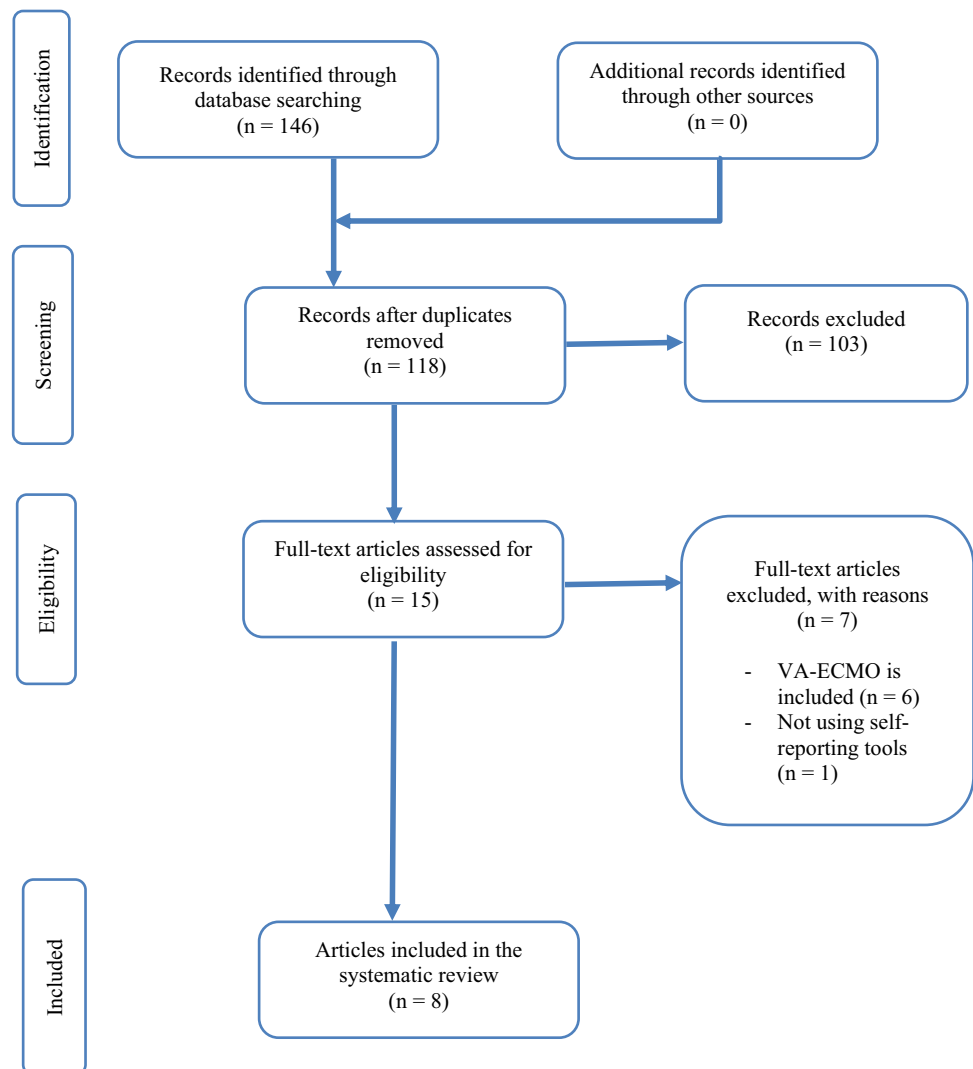 Identification
Records identified through
database searching
(n = 146)
Additional records identified
through other sources
(n = 0)
Screening
Records after duplicates
removed
(n = 118)
Records excluded
(n = 103)
Eligibility
Full-text articles assessed for
eligibility
(n = 15)
Full-text articles
excluded, with reasons
(n = 7)
- VA-ECMO is
included (n = 6)
- Not using self-
reporting tools
(n = 1)
Included
Articles included in the
systematic review
(n = 8)